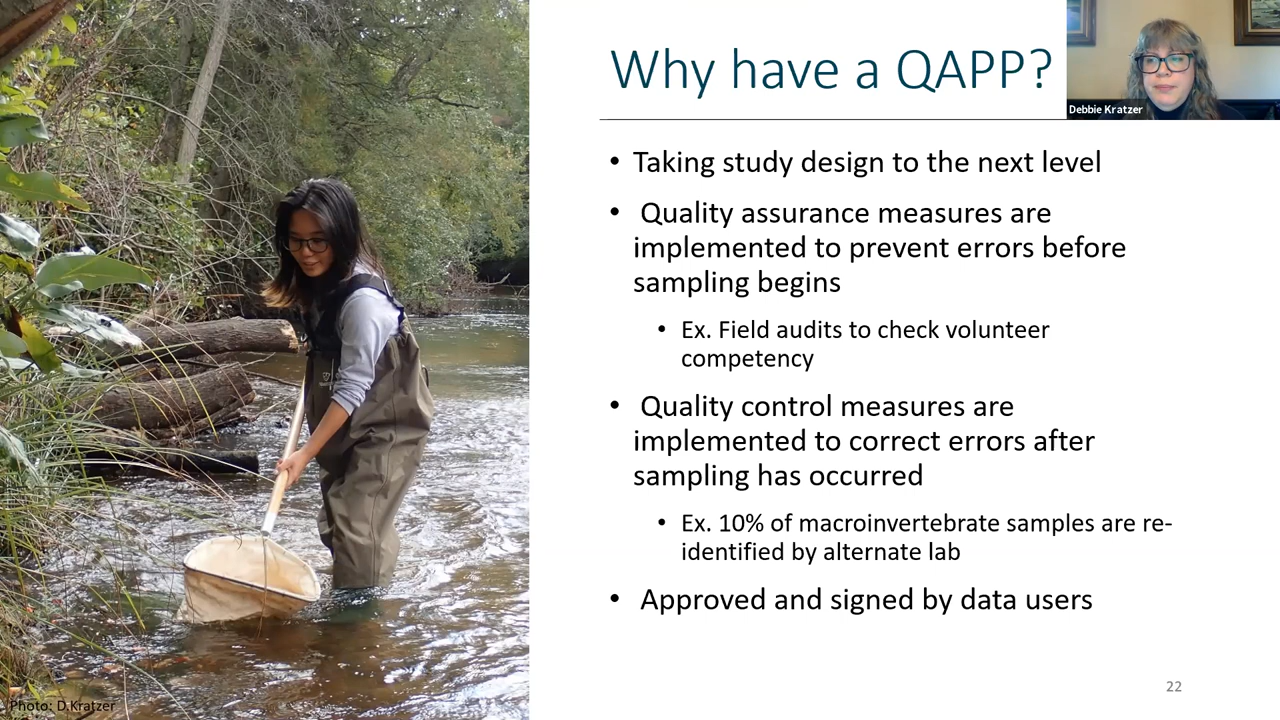 Why have a QAPP?
Debbie Kratzer
• Taking study design to the next level
• Quality assurance measures are
implemented to prevent errors before
sampling begins
• Ex. Field audits to check volunteer
competency
• Quality control measures are
implemented to correct errors after
sampling has occurred
• Ex. 10% of macroinvertebrate samples are re-
identified by alternate lab
• Approved and signed by data users
22
Photo: D.Kratzer